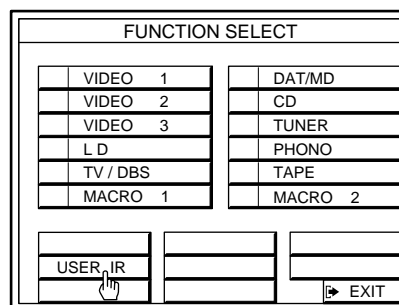 FUNCTION SELECT
VIDEO 1
VIDEO 2
VIDEO 3
L D
TV / DBS
MACRO 1
DAT/MD
CD
TUNER
PHONO
TAPE
MACRO 2
USER IR
EXIT